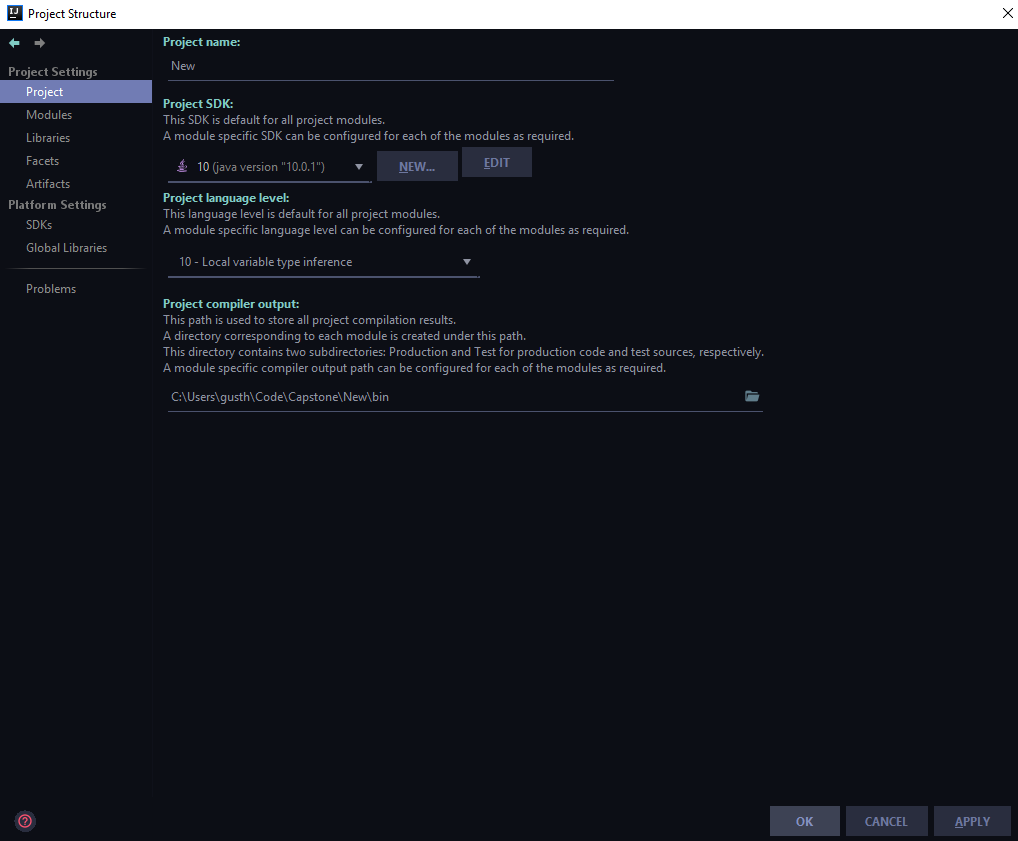 IJ
Project Structure
Project Settings
Project
Modules
Libraries
Facets
Artifacts
Platform Settings
SDKs
Global Libraries
Problems
Project name:
New
Project SDK:
This SDK is default for all project modules.
A module specific SDK can be configured for each of the modules as required.
10 (java version "10.0.1")
NEW...
EDIT
Project language level:
This language level is default for all project modules.
A module specific language level can be configured for each of the modules as required.
10 - Local variable type inference
Project compiler output:
This path is used to store all project compilation results.
A directory corresponding to each module is created under this path.
This directory contains two subdirectories: Production and Test for production code and test sources, respectively.
A module specific compiler output path can be configured for each of the modules as required.
C:\Users\gusth\Code\Capstone\New\bin
?
OK
CANCEL
APPLY